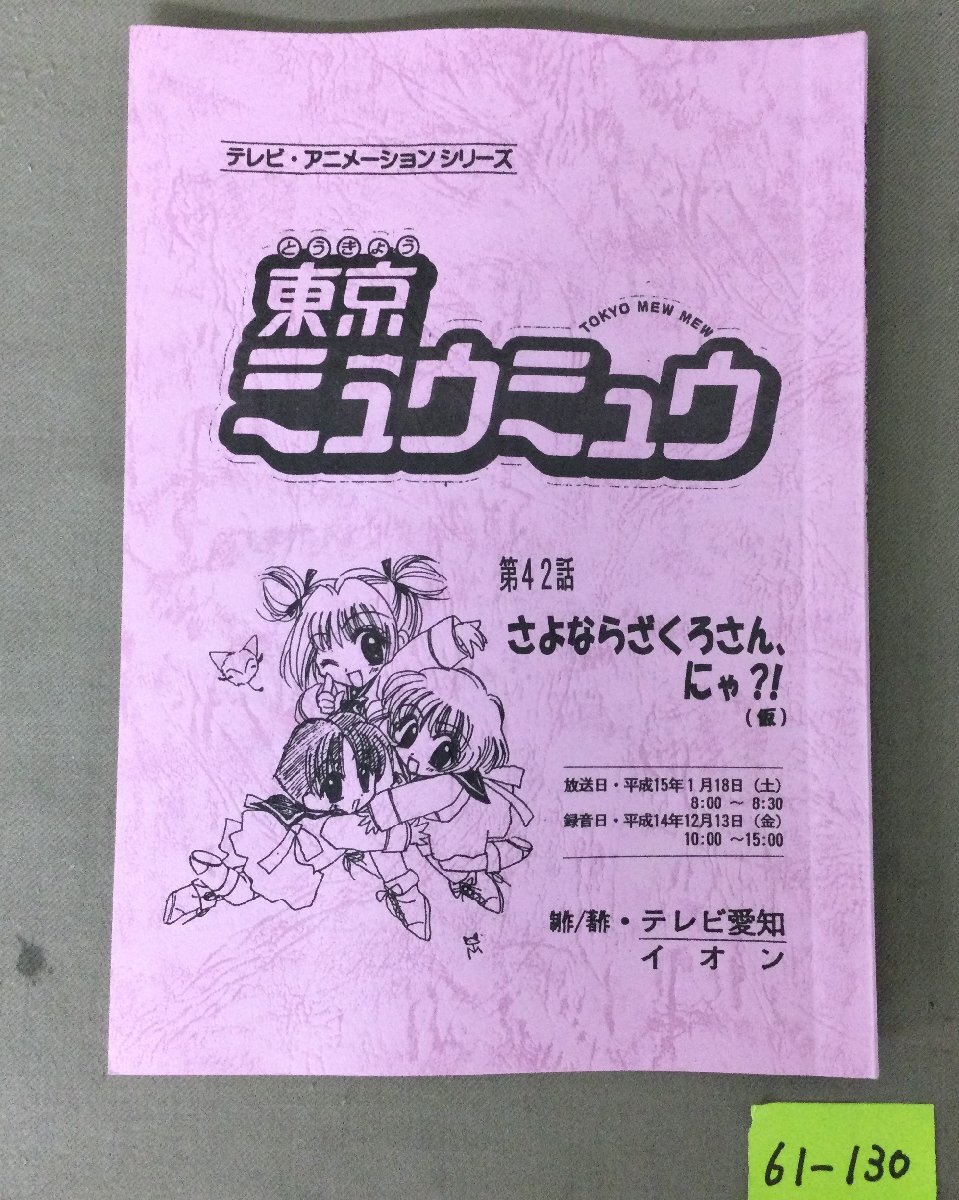 テレビ・アニメーションシリーズ
とうきょう
東京
TOKYO MEW MEW
ミュウミュウ
第42話
さよならざくろさん、
にゃ?!
(仮)
放送日・平成15年1月18日(土)
8:00 〜 8:30
録音日・平成14年12月13日(金)
10:00 〜15:00
制作/著作・テレビ愛知
イオン
61-130